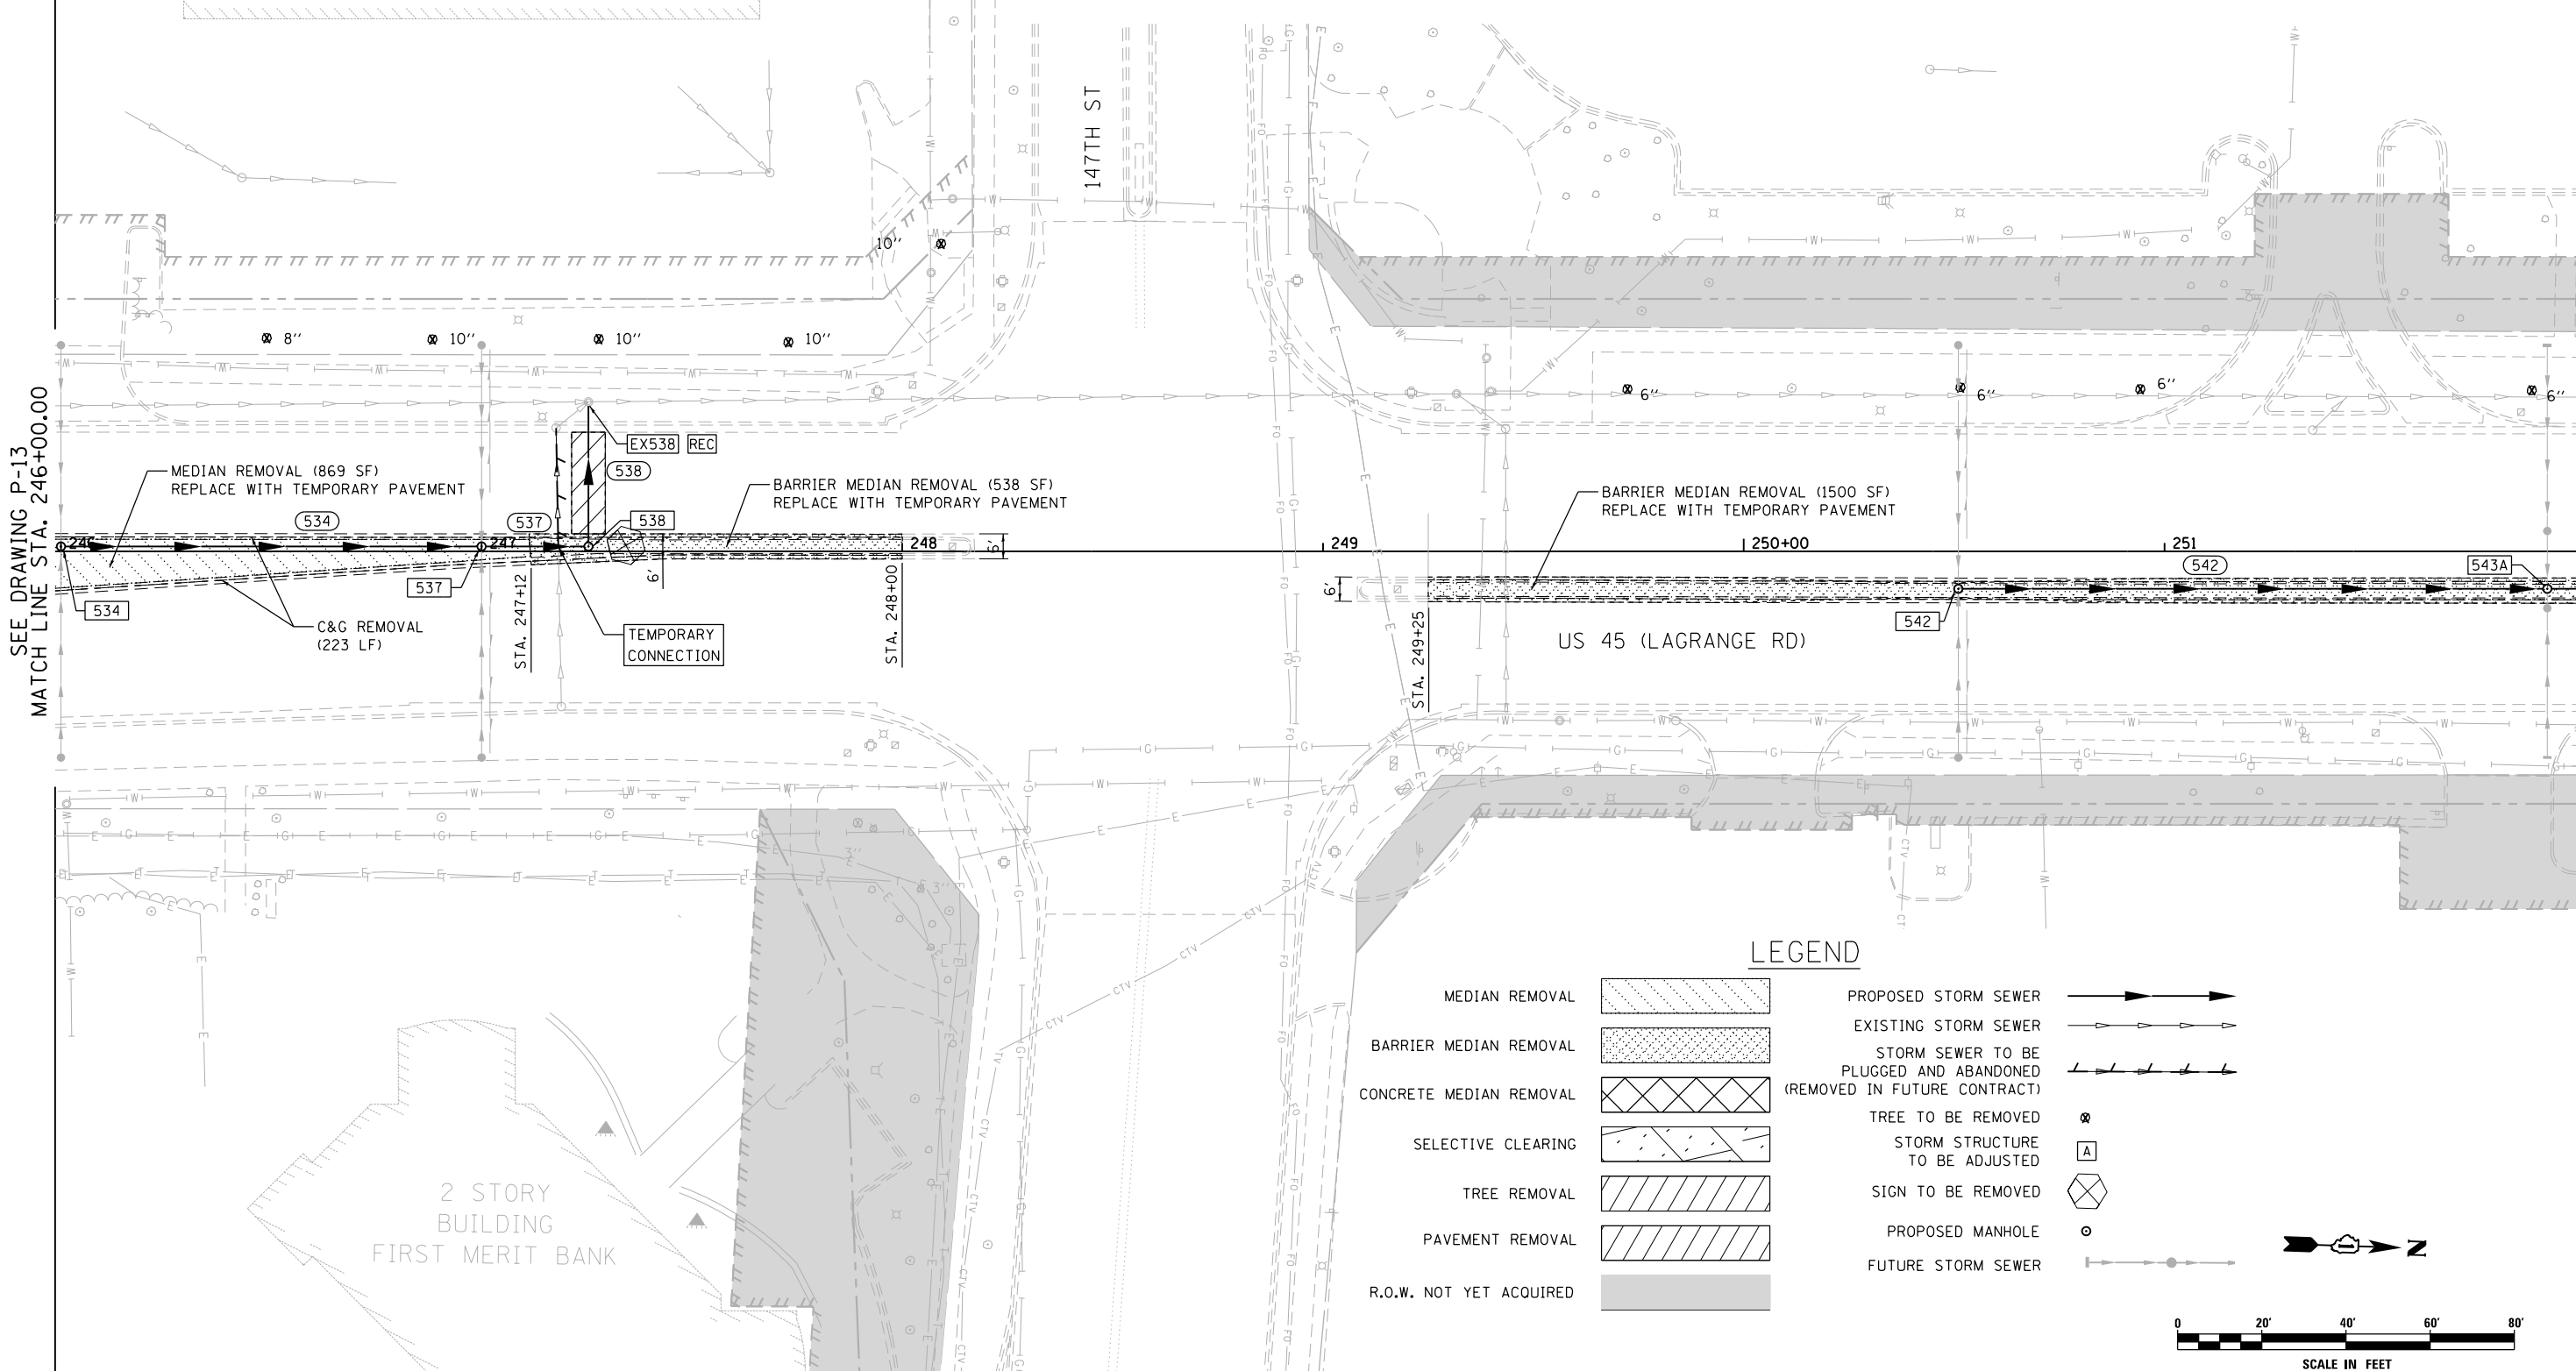 SEE DRAWING P-13
MATCH LINE STA. 246+00.00
147TH ST
10''
8''
10''
10''
10''
6''
6''
6''
6''
EX538
REC
538
MEDIAN REMOVAL (869 SF)
REPLACE WITH TEMPORARY PAVEMENT
BARRIER MEDIAN REMOVAL (538 SF)
REPLACE WITH TEMPORARY PAVEMENT
BARRIER MEDIAN REMOVAL (1500 SF)
REPLACE WITH TEMPORARY PAVEMENT
534
537
538
246
247
248
249
250+00
251
6'
6'
6'
542
543A
534
537
542
C&G REMOVAL
(223 LF)
STA. 247+12
TEMPORARY
CONNECTION
STA. 248+00
STA. 249+25
US 45 (LAGRANGE RD)
3''
3''
2 STORY
BUILDING
FIRST MERIT BANK
LEGEND
MEDIAN REMOVAL
BARRIER MEDIAN REMOVAL
CONCRETE MEDIAN REMOVAL
SELECTIVE CLEARING
TREE REMOVAL
PAVEMENT REMOVAL
R.O.W. NOT YET ACQUIRED
PROPOSED STORM SEWER
EXISTING STORM SEWER
STORM SEWER TO BE
PLUGGED AND ABANDONED
(REMOVED IN FUTURE CONTRACT)
TREE TO BE REMOVED
STORM STRUCTURE
TO BE ADJUSTED
A
SIGN TO BE REMOVED
PROPOSED MANHOLE
FUTURE STORM SEWER
N
0 20' 40' 60' 80'
SCALE IN FEET